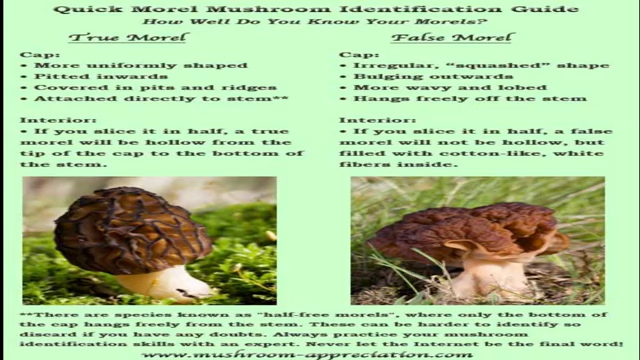 Quick Morel Mushroom Identification Guide
How Well Do You Know Your Morels?
True Morel
Cap:
• More uniformly shaped
• Pitted inwards
• Covered in pits and ridges
• Attached directly to stem**
Interior:
• If you slice it in half, a true
morel will be hollow from the
tip of the cap to the bottom of
the stem.
False Morel
Cap:
• Irregular, "squashed" shape
• Bulging outwards
• More wavy and lobed
• Hangs freely off the stem
Interior:
• If you slice it in half, a false
morel will not be hollow, but
filled with cotton-like, white
fibers inside.
**There are species known as "half-free morels", where only the bottom of
the cap hangs freely from the stem. These can be harder to identify so
discard if you have any doubts. Always practice your mushroom
identification skills with an expert. Never let the Internet be the final word!
www.mushroom-appreciation.com